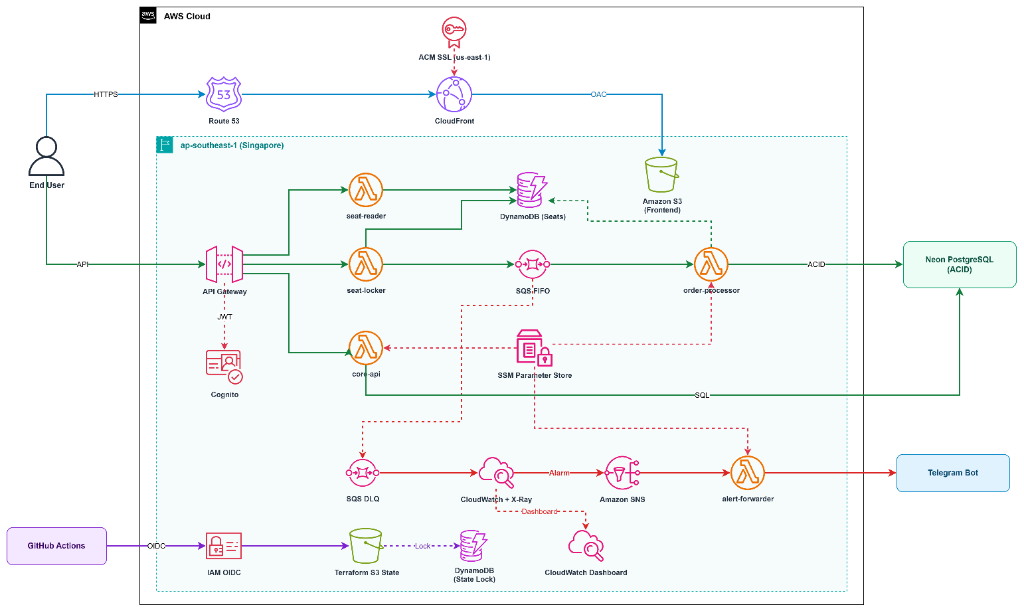 aws
AWS Cloud
ACM SSL (us-east-1)
HTTPS
53
Route 53
CloudFront
OAC
ap-southeast-1 (Singapore)
End User
seat-reader
DynamoDB (Seats)
Amazon S3
(Frontend)
API
API Gateway
seat-locker
SQS FIFO
order-processor
ACID
Neon PostgreSQL
(ACID)
JWT
Cognito
core-api
SSM Parameter Store
SQL
SQS DLQ
CloudWatch + X-Ray
Alarm
Amazon SNS
alert-forwarder
Telegram Bot
Dashboard
GitHub Actions
OIDC
IAM OIDC
Terraform S3 State
Lock
DynamoDB
(State Lock)
CloudWatch Dashboard